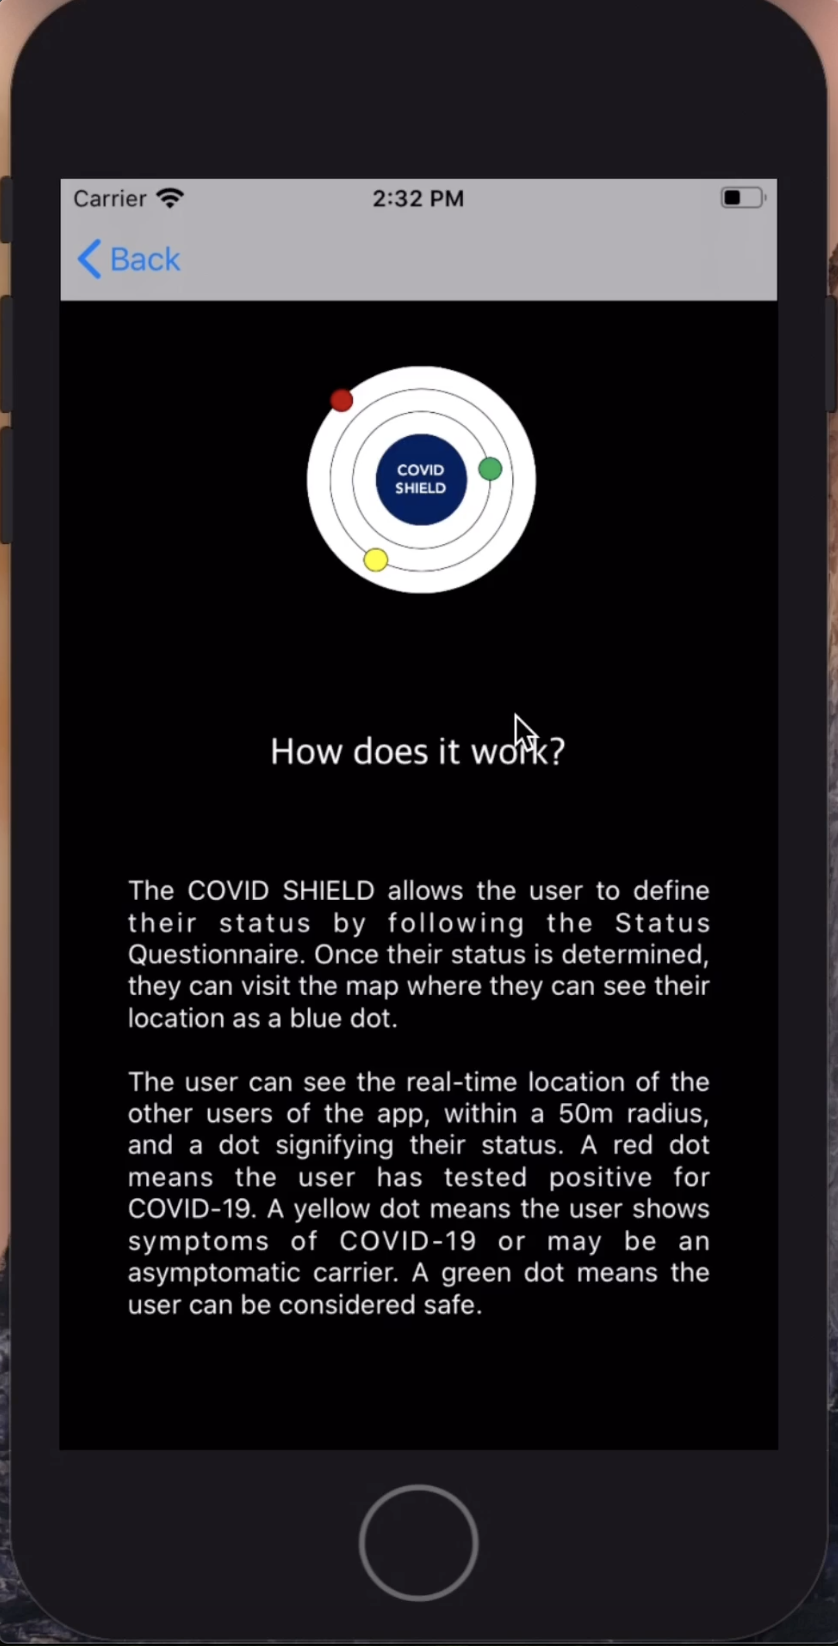 Carrier 2:32 PM
Back
COVID
SHIELD
How does it work?
The COVID SHIELD allows the user to define
their status by following the Status
Questionnaire. Once their status is determined,
they can visit the map where they can see their
location as a blue dot.
The user can see the real-time location of the
other users of the app, within a 50m radius,
and a dot signifying their status. A red dot
means the user has tested positive for
COVID-19. A yellow dot means the user shows
symptoms of COVID-19 or may be an
asymptomatic carrier. A green dot means the
user can be considered safe.